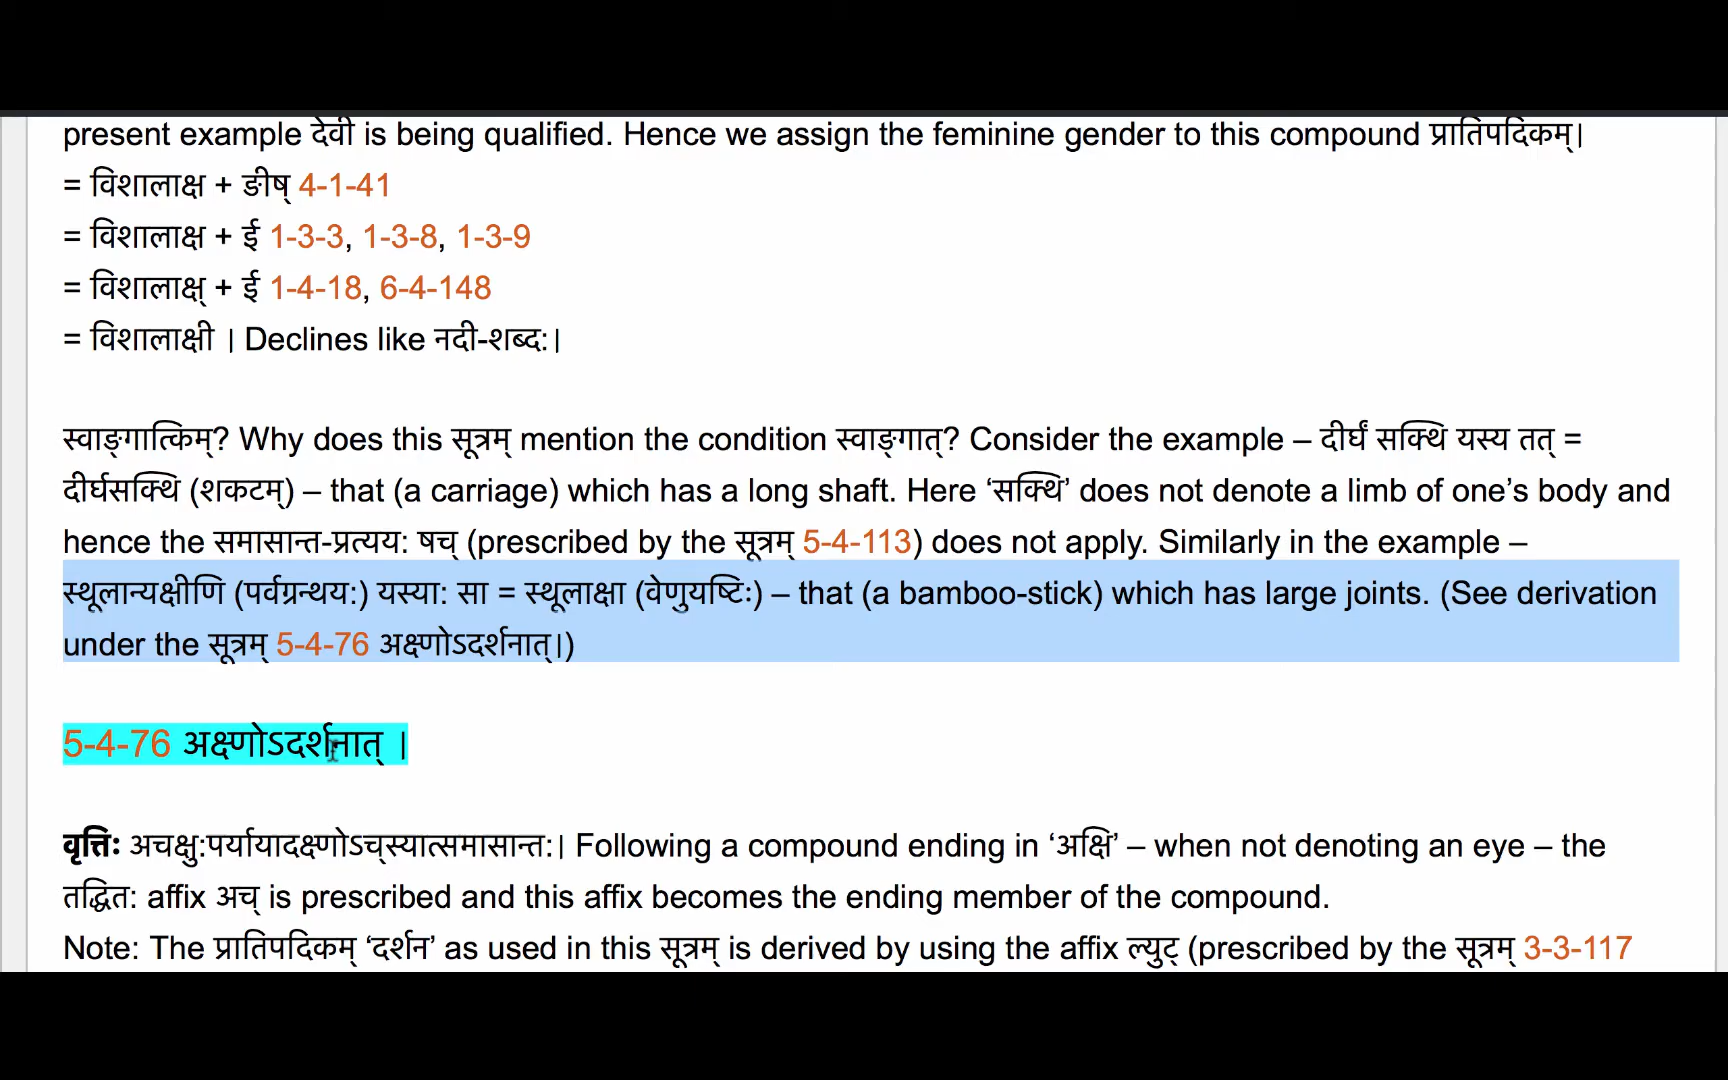 present example देवी is being qualified. Hence we assign the feminine gender to this compound प्रातिपदिकम्।
= विशालाक्ष + ङीष् 4-1-41
= विशालाक्ष + ई 1-3-3, 1-3-8, 1-3-9
= विशालाक्ष् + ई 1-4-18, 6-4-148
= विशालाक्षी । Declines like नदी-शब्द:।
स्वाङ्गात्किम्? Why does this सूत्रम् mention the condition स्वाङ्गात्? Consider the example – दीर्घं सक्थि यस्य तत् =
दीर्घसक्थि (शकटम्) – that (a carriage) which has a long shaft. Here ‘सक्थि’ does not denote a limb of one’s body and
hence the समासान्त-प्रत्यय: षच् (prescribed by the सूत्रम् 5-4-113) does not apply. Similarly in the example –
स्थूलान्यक्षीणि (पर्वग्रन्थय:) यस्या: सा = स्थूलाक्षा (वेणुयष्टिः) – that (a bamboo-stick) which has large joints. (See derivation
under the सूत्रम् 5-4-76 अक्ष्णोऽदर्शनात्।)
5-4-76 अक्ष्णोऽदर्शनात् ।
वृत्तिः अचक्षु:पर्यायादक्ष्णोऽच्स्यात्समासान्त:। Following a compound ending in ‘अक्षि’ – when not denoting an eye – the
तद्धित: affix अच् is prescribed and this affix becomes the ending member of the compound.
Note: The प्रातिपदिकम् ‘दर्शन’ as used in this सूत्रम् is derived by using the affix ल्युट् (prescribed by the सूत्रम् 3-3-117